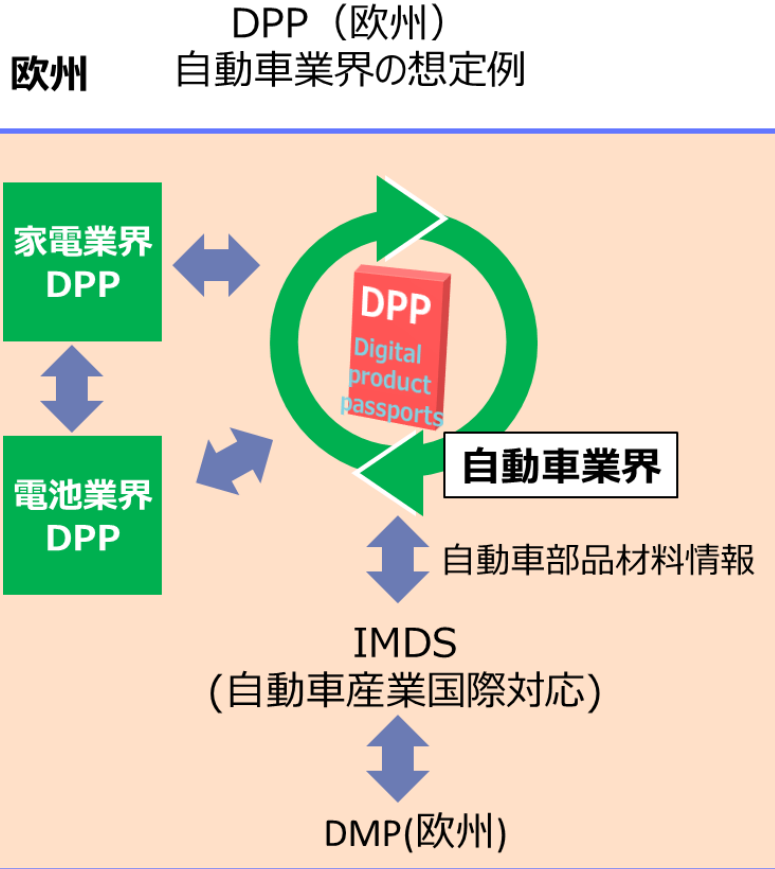 DPP（欧州）
欧州
自動車業界の想定例
家電業界
DPP
DPP
Digital
product
passports
電池業界
DPP
自動車業界
自動車部品材料情報
IMDS
(自動車産業国際対応)
DMP(欧州)